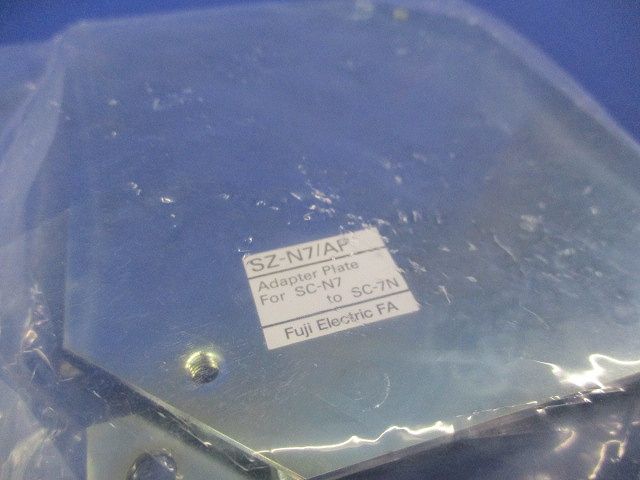 SZ-N7/AP
Adapter Plate
For SC-N7
to SC-7N
Fuji Electric FA